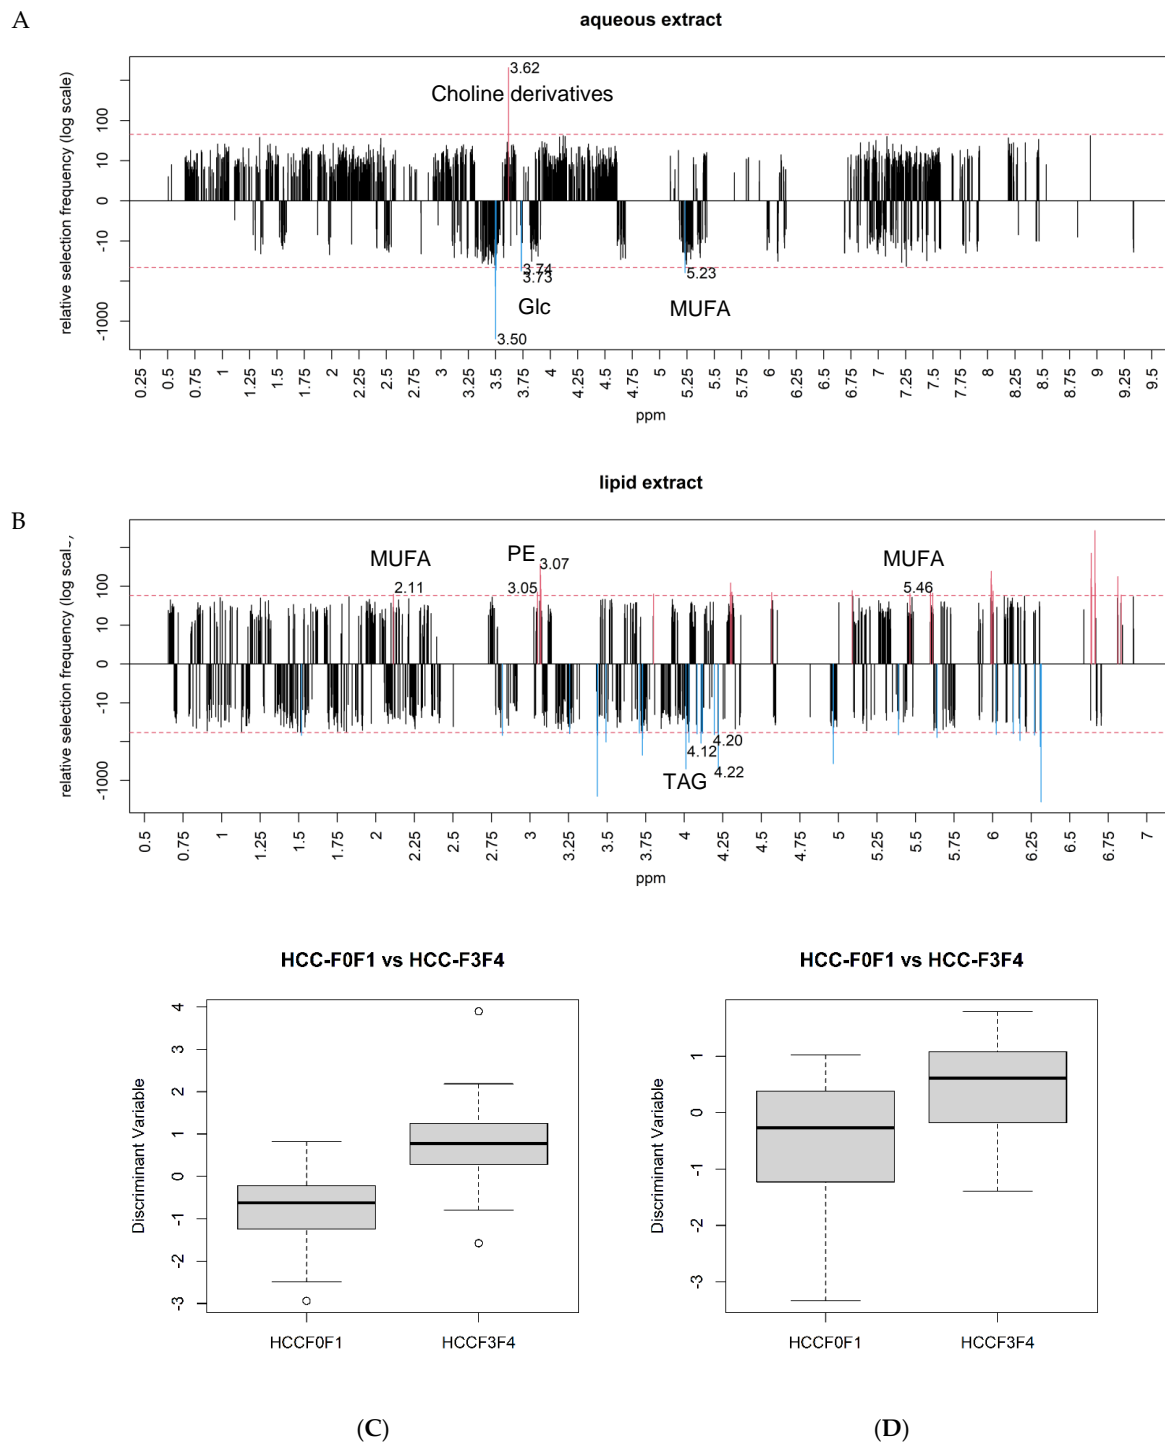 A
aqueous extract
relative selection frequency (log scale)
100
10
0
-10
-1000
3.62
Choline derivatives
3.74
3.73
5.23
Glc
MUFA
3.50
0.25 0.5 0.75 1 1.25 1.5 1.75 2 2.25 2.5 2.75 3 3.25 3.5 3.75 4 4.25 4.5 4.75 5 5.25 5.5 5.75 6 6.25 6.5 6.75 7 7.25 7.5 7.75 8 8.25 8.5 8.75 9 9.25 9.5
ppm
lipid extract
B
relative selection frequency (log scal
100
10
0
-10
-1000
MUFA
PE
MUFA
3.07
2.11
3.05
5.46
4.20
4.12
4.22
TAG
0.5 0.75 1 1.25 1.5 1.75 2 2.25 2.5 2.75 3 3.25 3.5 3.75 4 4.25 4.5 4.75 5 5.25 5.5 5.75 6 6.25 6.5 6.75 7
ppm
HCC-F0F1 vs HCC-F3F4
Discriminant Variable
4
3
2
1
0
-1
-2
-3
HCCF0F1 HCCF3F4
(C)
HCC-F0F1 vs HCC-F3F4
Discriminant Variable
1
0
-1
-2
-3
HCCF0F1 HCCF3F4
(D)